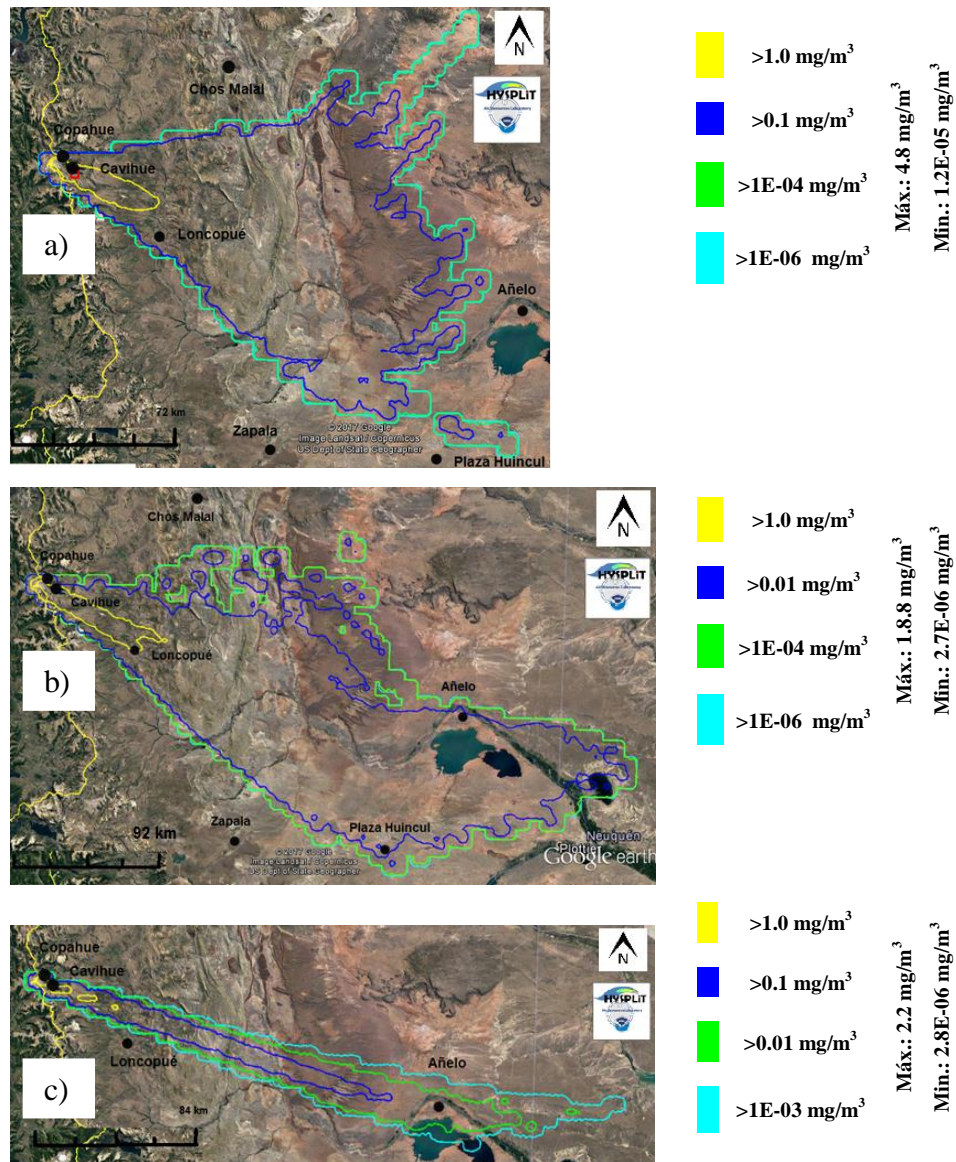 N
HYSPLIT
Chos Malal
Copahue
Cavihue
a)
Loncopué
Añelo
72 km
Zapala
© 2017 Google
Image Landsat / Copernicus
US Dept of State Geographer
Plaza Huincul
>1.0 mg/m³
>0.1 mg/m³
>1E-04 mg/m³
>1E-06 mg/m³
Máx.: 4.8 mg/m³
Min.: 1.2E-05 mg/m³
N
HYSPLIT
Chos Malal
Copahue
Cavihue
Loncopué
b)
Añelo
92 km
Zapala
Plaza Huincul
© 2017 Google
Image Landsat / Copernicus
US Dept of State Geographer
Neuquén
Plottier
Google earth
>1.0 mg/m³
>0.01 mg/m³
>1E-04 mg/m³
>1E-06 mg/m³
Máx.: 1.8.8 mg/m³
Min.: 2.7E-06 mg/m³
N
HYSPLIT
Copahue
Cavihue
Loncopué
Añelo
c)
84 km
>1.0 mg/m³
>0.1 mg/m³
>0.01 mg/m³
>1E-03 mg/m³
Máx.: 2.2 mg/m³
Min.: 2.8E-06 mg/m³